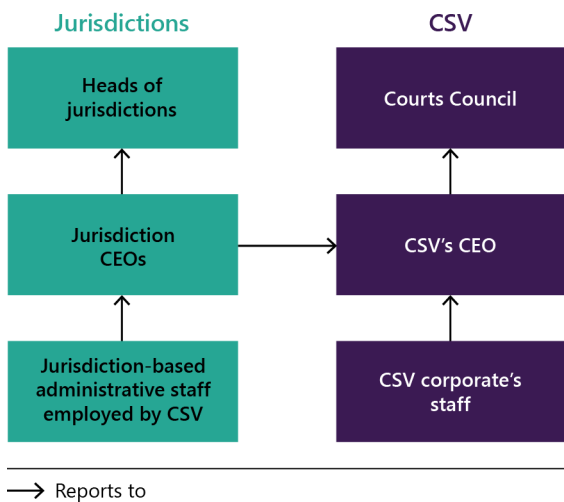 Jurisdictions
CSV
Heads of
jurisdictions
Courts Council
Jurisdiction
CEOs
CSV's CEO
Jurisdiction-based
administrative staff
employed by CSV
CSV corporate's
staff
Reports to